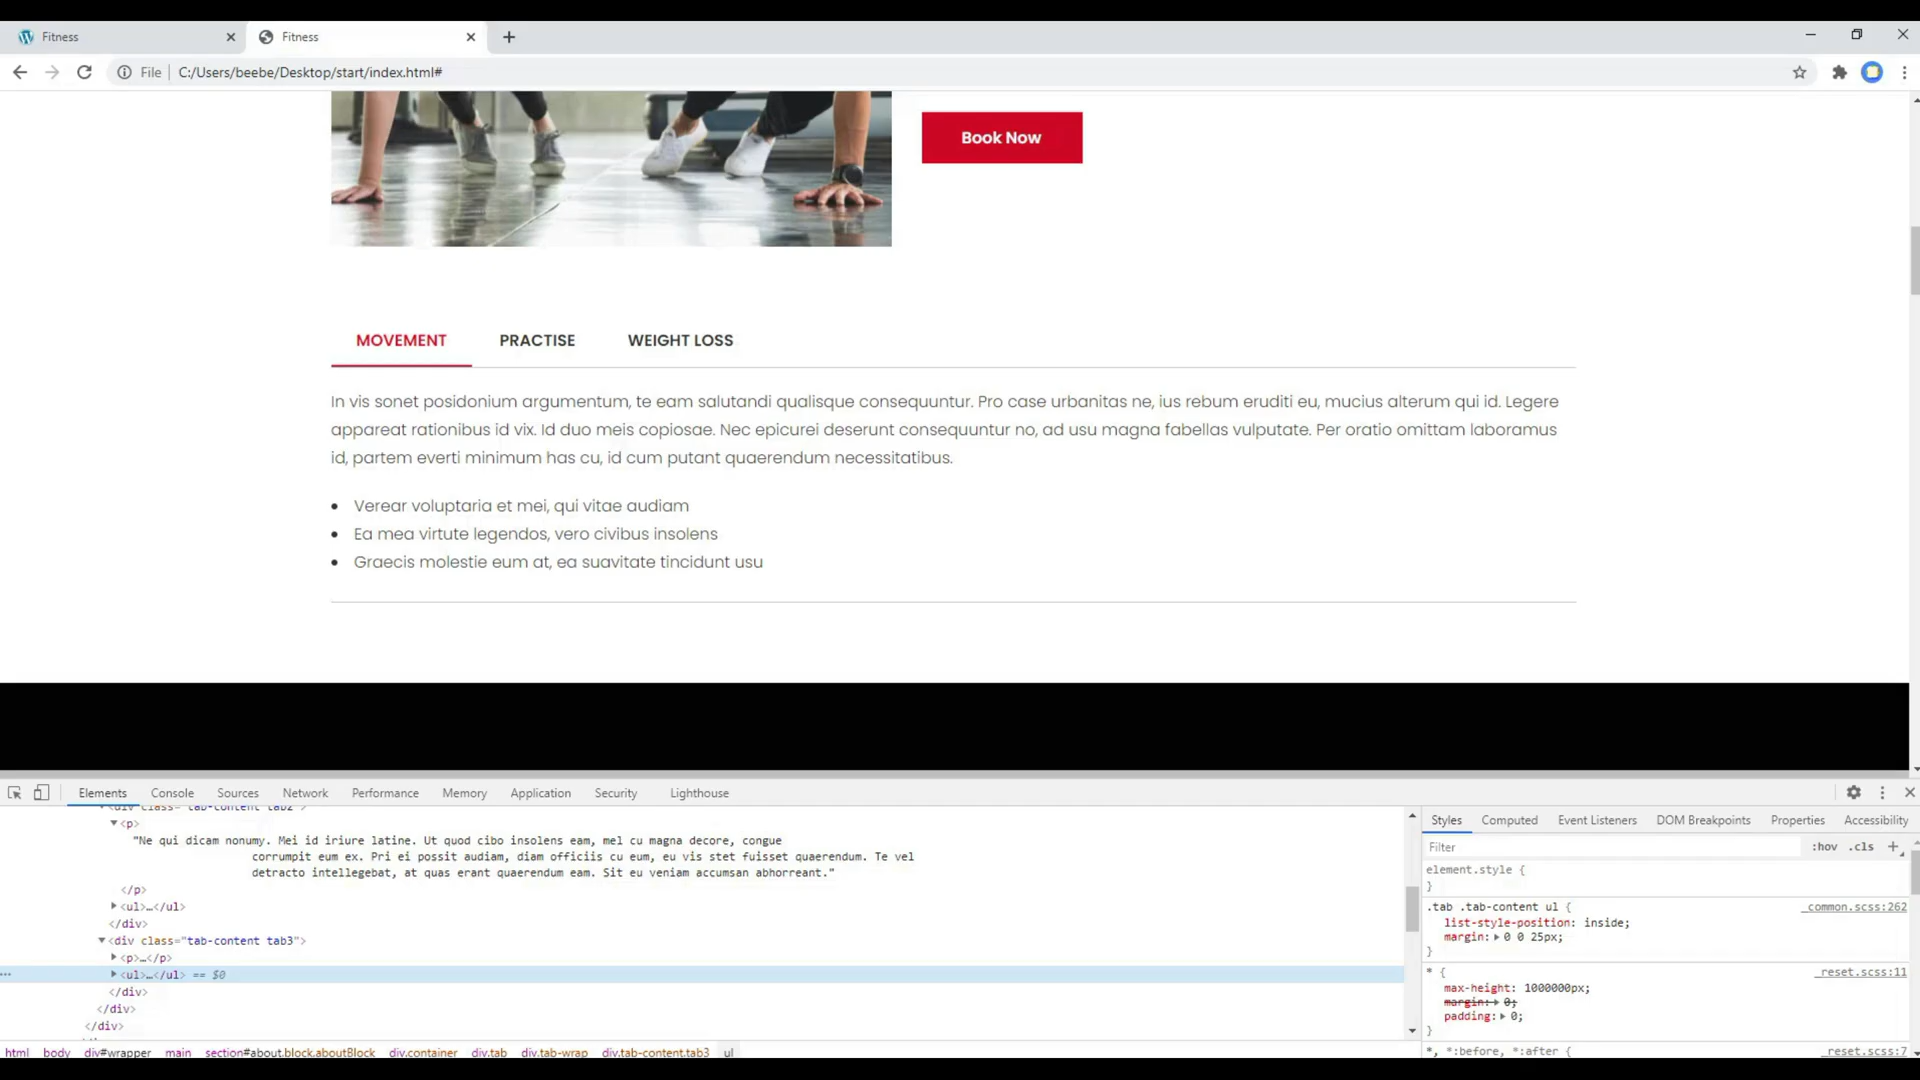 Fitness
Fitness
File
C:/Users/beebe/Desktop/start/index.html#
Book Now
MOVEMENT
PRACTISE
WEIGHT LOSS
In vis sonet posidonium argumentum, te eam salutandi qualisque consequuntur. Pro case urbanitas ne, ius rebum eruditi eu, mucius alterum qui id. Legere
appareat rationibus id vix. Id duo meis copiosae. Nec epicurei deserunt consequuntur no, ad usu magna fabellas vulputate. Per oratio omittam laboramus
id, partem everti minimum has cu, id cum putant quaerendum necessitatibus.
Verear voluptaria et mei, qui vitae audiam
Ea mea virtute legendos, vero civibus insolens
Graecis molestie eum at, ea suavitate tincidunt usu
Elements
Console
Sources
Network
Performance
Memory
Application
Security
Lighthouse
<div class="tab-content tab2"
<p>
"Ne qui dicam nonumy. Mei id iriure latine. Ut quod cibo insolens eam, mel cu magna decore, congue
corrumpit eum ex. Pri ei possit audiam, diam officiis cu eum, eu vis stet fuisset quaerendum. Te vel
detracto intellegebat, at quas erant quaerendum eam. Sit eu veniam accumsan abhorreant."
</p>
<ul>…</ul>
</div>
<div class="tab-content tab3">
<p>…</p>
<ul>…</ul> == $0
</div>
</div>
</div>
html body div#wrapper main section#about.block.aboutBlock div.container div.tab div.tab-wrap div.tab-content.tab3 ul
Styles
Computed
Event Listeners
DOM Breakpoints
Properties
Accessibility
Filter
:hov .cls +
element.style {
}
.tab .tab-content ul {
_common.scss:262
list-style-position: inside;
margin: 0 0 25px;
}
* {
_reset.scss:11
max-height: 1000000px;
margin: 0;
padding: 0;
}
*, *:before, *:after {
_reset.scss:7